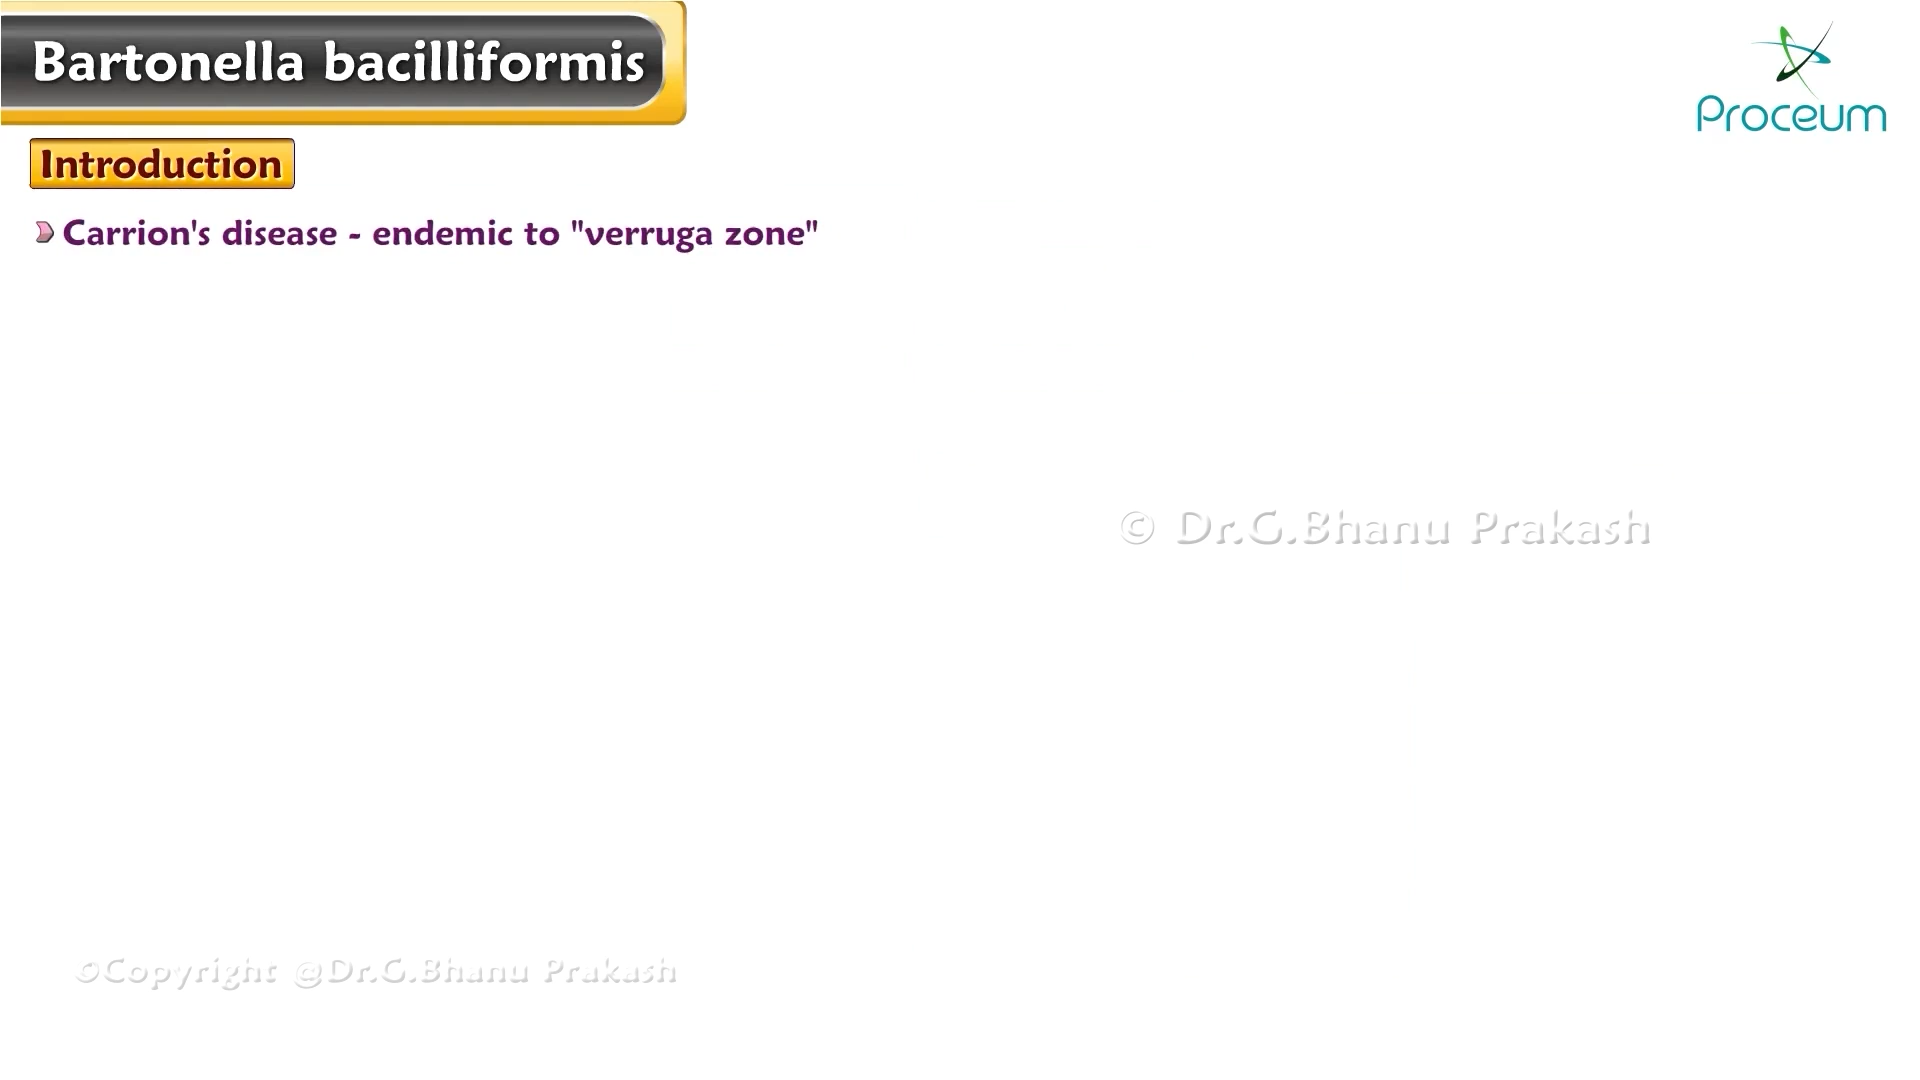 Bartonella bacilliformis
Proceum
Introduction
Carrion's disease - endemic to "verruga zone"
© Dr.G.Bhanu Prakash
©Copyright @Dr.G.Bhanu Prakash